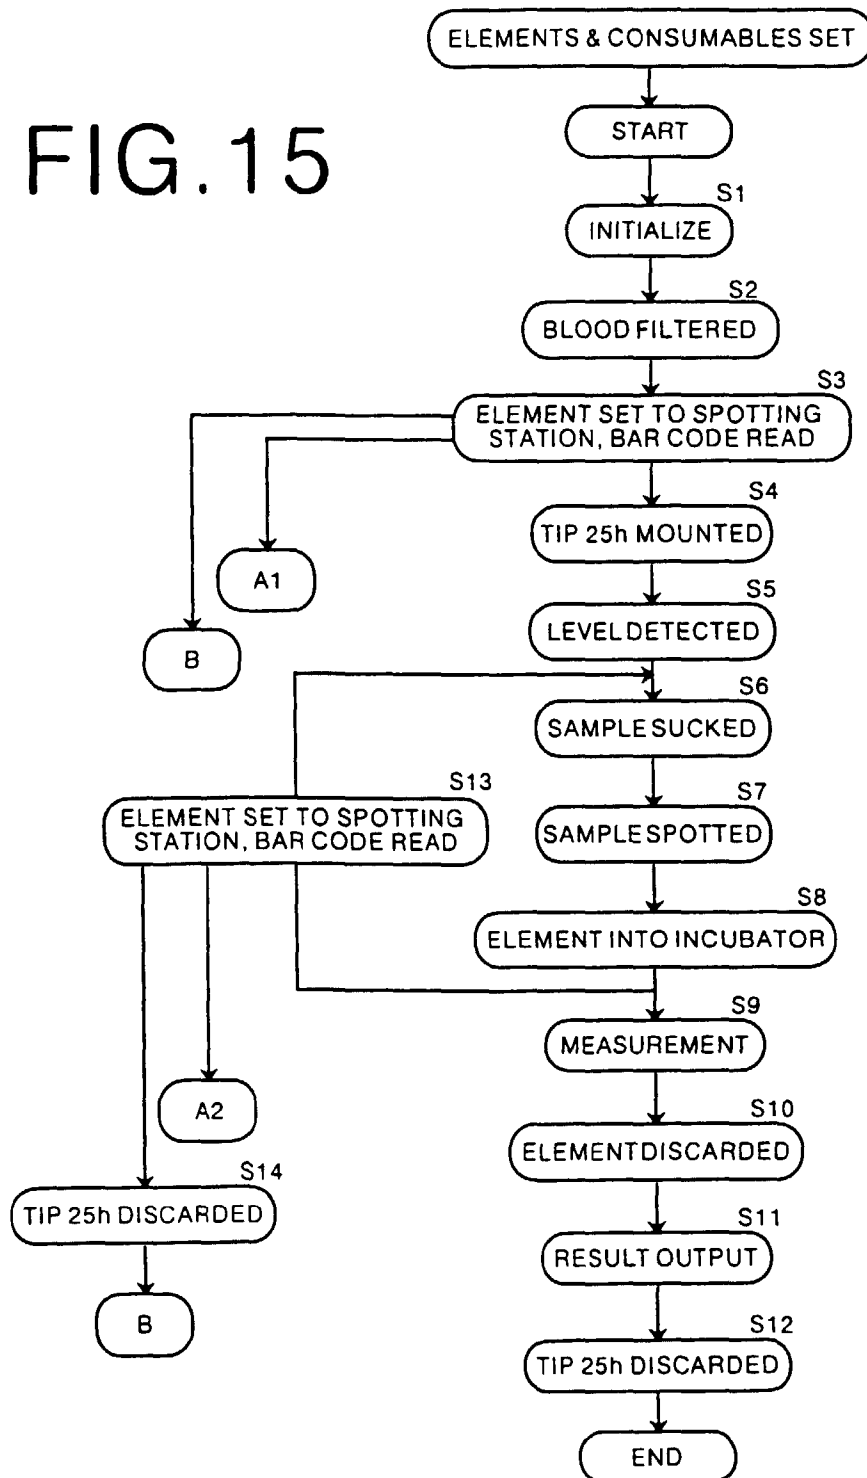 FIG.15
ELEMENTS & CONSUMABLES SET
START
S1
INITIALIZE
S2
BLOOD FILTERED
S3
ELEMENT SET TO SPOTTING
STATION, BAR CODE READ
S4
TIP 25h MOUNTED
A1
S5
LEVEL DETECTED
B
S6
SAMPLE SUCKED
S13
ELEMENT SET TO SPOTTING
STATION, BAR CODE READ
S7
SAMPLE SPOTTED
S8
ELEMENT INTO INCUBATOR
S9
MEASUREMENT
A2
S10
ELEMENT DISCARDED
S14
TIP 25h DISCARDED
S11
RESULT OUTPUT
B
S12
TIP 25h DISCARDED
END